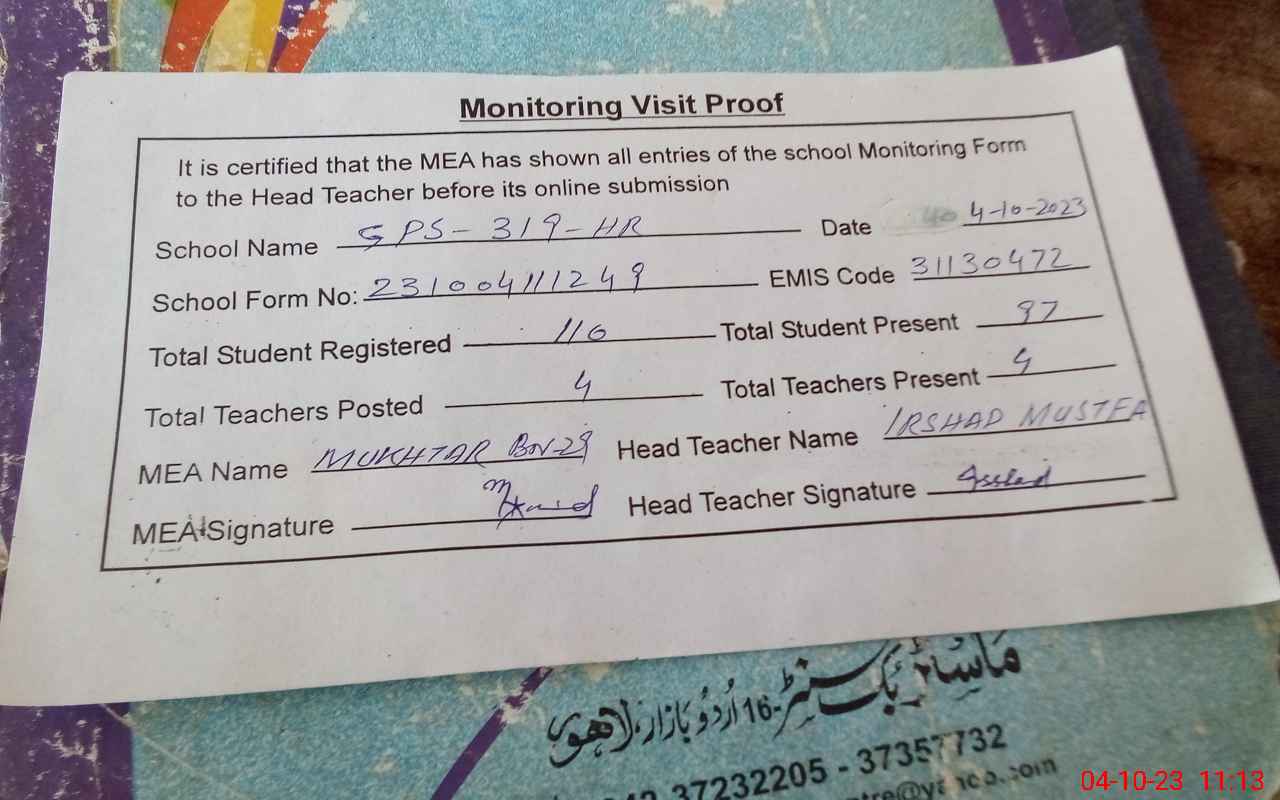 Monitoring Visit Proof
It is certified that the MEA has shown all entries of the school Monitoring Form
to the Head Teacher before its online submission
School Name GPS-319-HR Date 4-10-2023
School Form No: 231004111249 EMIS Code 31130472
Total Student Registered 110 Total Student Present 97
Total Teachers Posted 4 Total Teachers Present 4
MEA Name MUKHTAR Head Teacher Name IRSHAD MUSTFA
MEA Signature Head Teacher Signature
ماسٹر بک سنٹر-16 اُردو بازار، لاہور
37232205 - 37357732
@yahoo.com
04-10-23 11:13